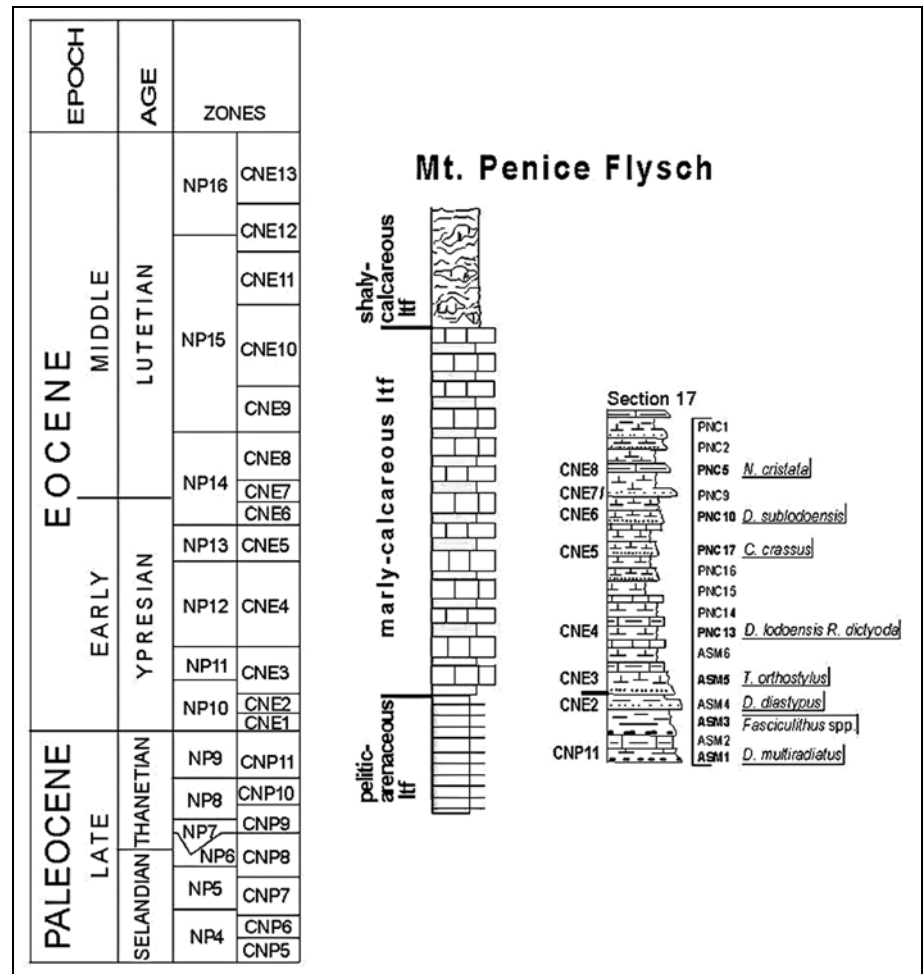 EPOCH
AGE
ZONES
EOCENE
MIDDLE
EARLY
LUTETIAN
YPRESIAN
PALEOCENE
LATE
THANETIAN
SELANDIAN
NP16
NP15
NP14
NP13
NP12
NP11
NP10
NP9
NP8
NP7
NP6
NP5
NP4
CNE13
CNE12
CNE11
CNE10
CNE9
CNE8
CNE7
CNE6
CNE5
CNE4
CNE3
CNE2
CNE1
CNP11
CNP10
CNP9
CNP8
CNP7
CNP6
CNP5
Mt. Penice Flysch
shaly-
calcareous
ltf
marly-calcareous ltf
pelitic-
arenaceous
ltf
Section 17
PNC1
PNC2
CNE8 PNC5 N. cristata
CNE7/ PNC9
CNE6 PNC10 D. sublodoensis
CNE5 PNC17 C. crassus
PNC16
PNC15
PNC14
CNE4 PNC13 D. lodoensis R. dictyoda
ASM6
CNE3 ASM5 T. orthostylus
CNE2 ASM4 D. diastypus
ASM3 Fasciculithus spp.
ASM2
CNP11 ASM1 D. multiradiatus